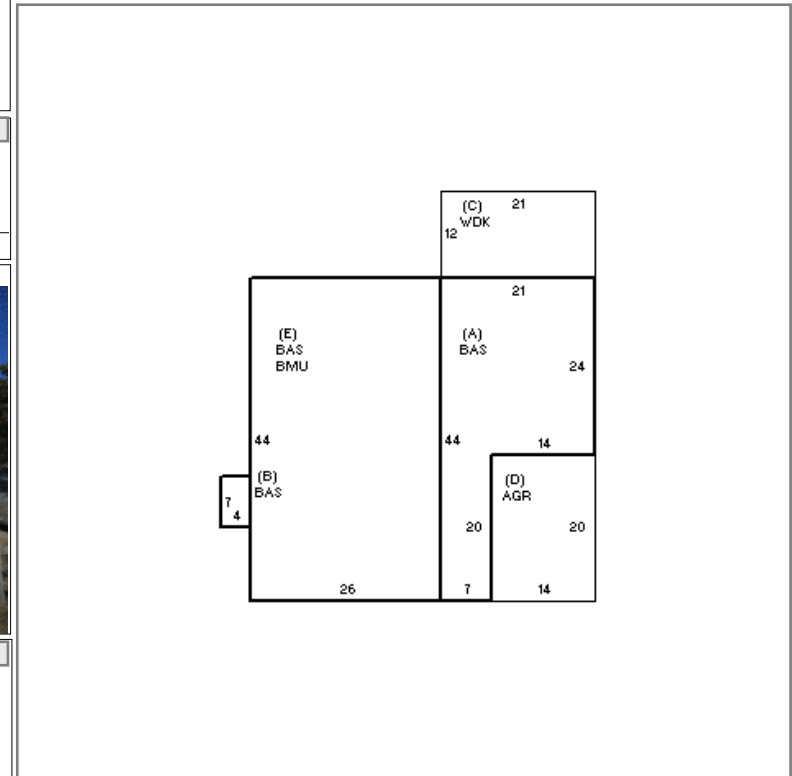 (C) 21
WDK
12
21
(E) (A)
BAS BAS
BMU 24
44 44 14
(B) (D)
BAS AGR
7
4 20 20
26 7 14